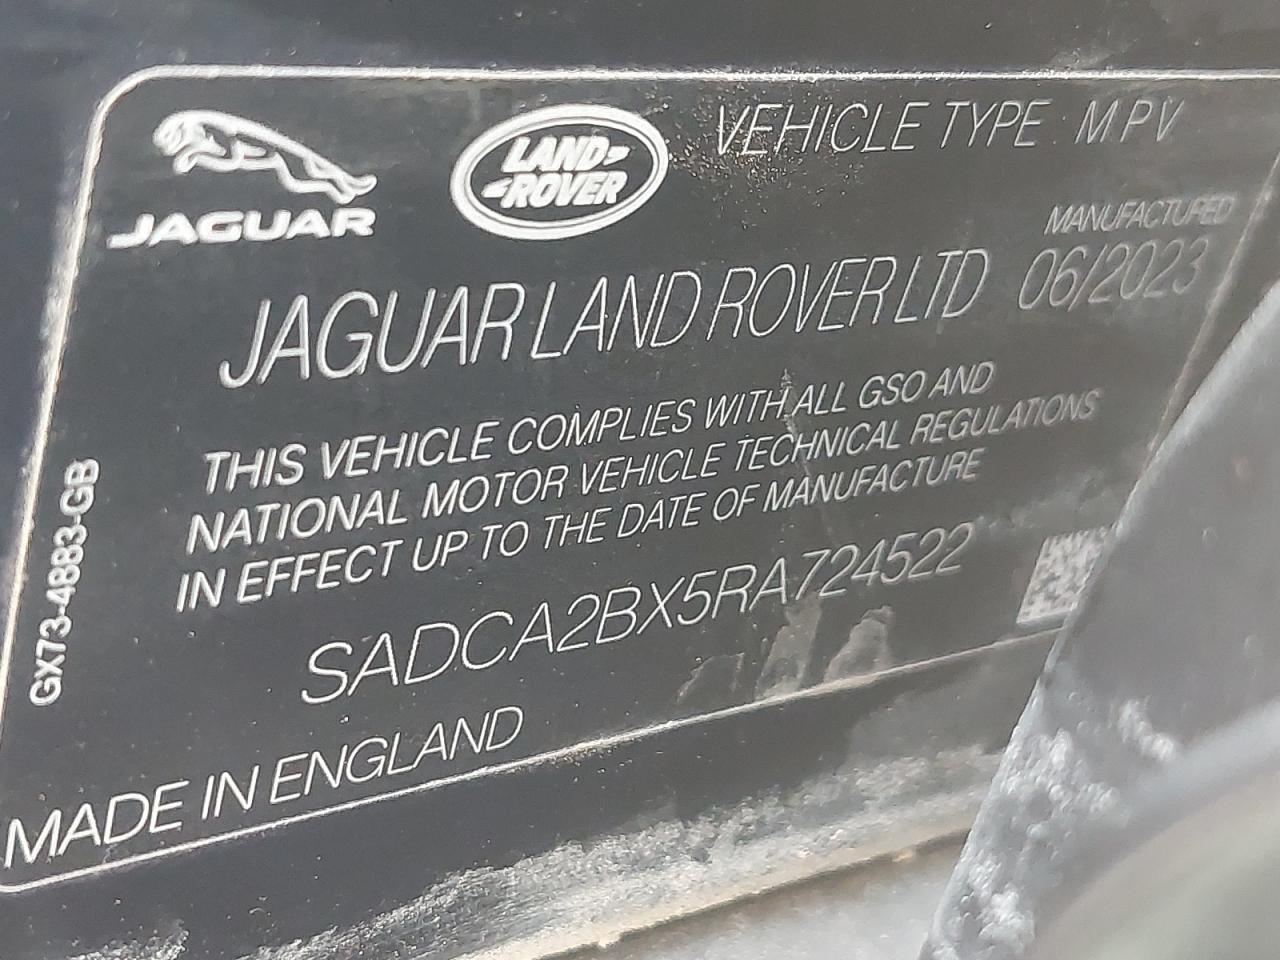 JAGUAR
LAND-
-ROVER
VEHICLE TYPE MPV
MANUFACTURED
JAGUAR LAND ROVER LTD 06/2023
THIS VEHICLE COMPLIES WITH ALL GSO AND
NATIONAL MOTOR VEHICLE TECHNICAL REGULATIONS
IN EFFECT UP TO THE DATE OF MANUFACTURE
SADCA2BX5RA724522
MADE IN ENGLAND
GX73-4883-GB